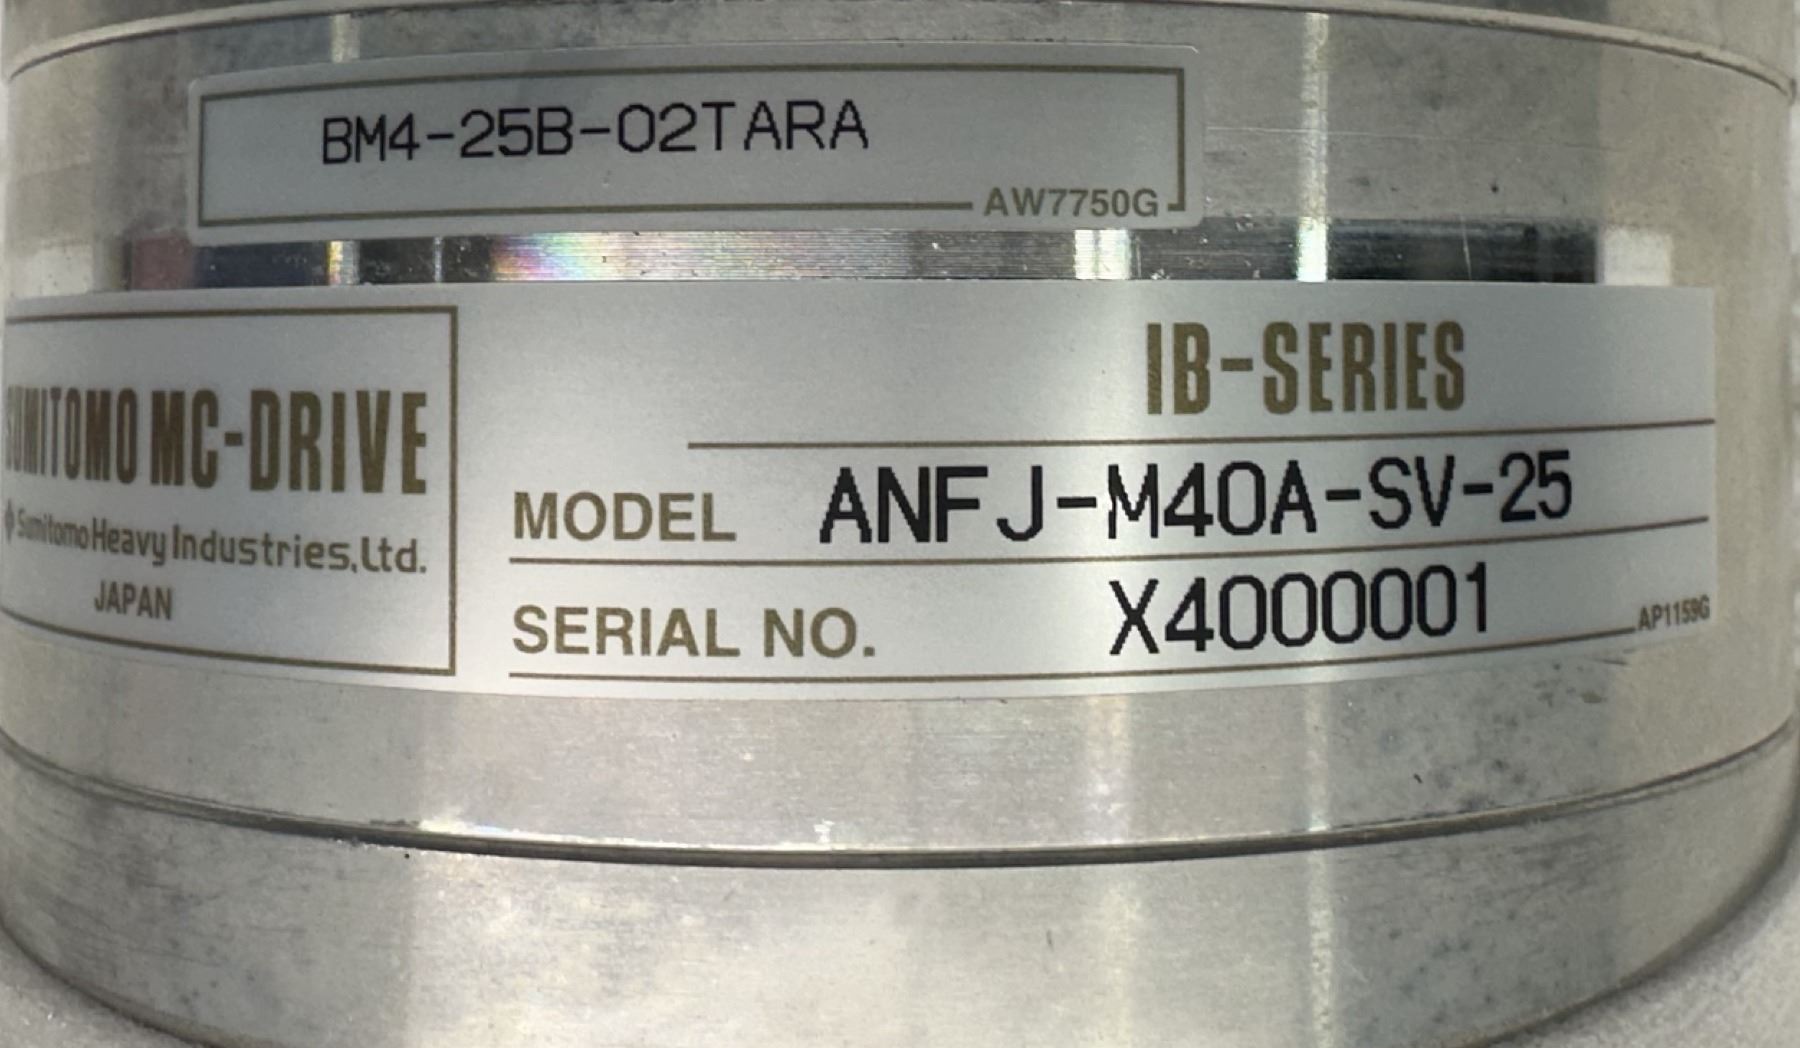 BM4-25B-02TARA
AW7750G
SUMITOMO MC-DRIVE
Sumitomo Heavy Industries, Ltd.
JAPAN
IB-SERIES
MODEL ANFJ-M40A-SV-25
SERIAL NO. X4000001
AP1159G